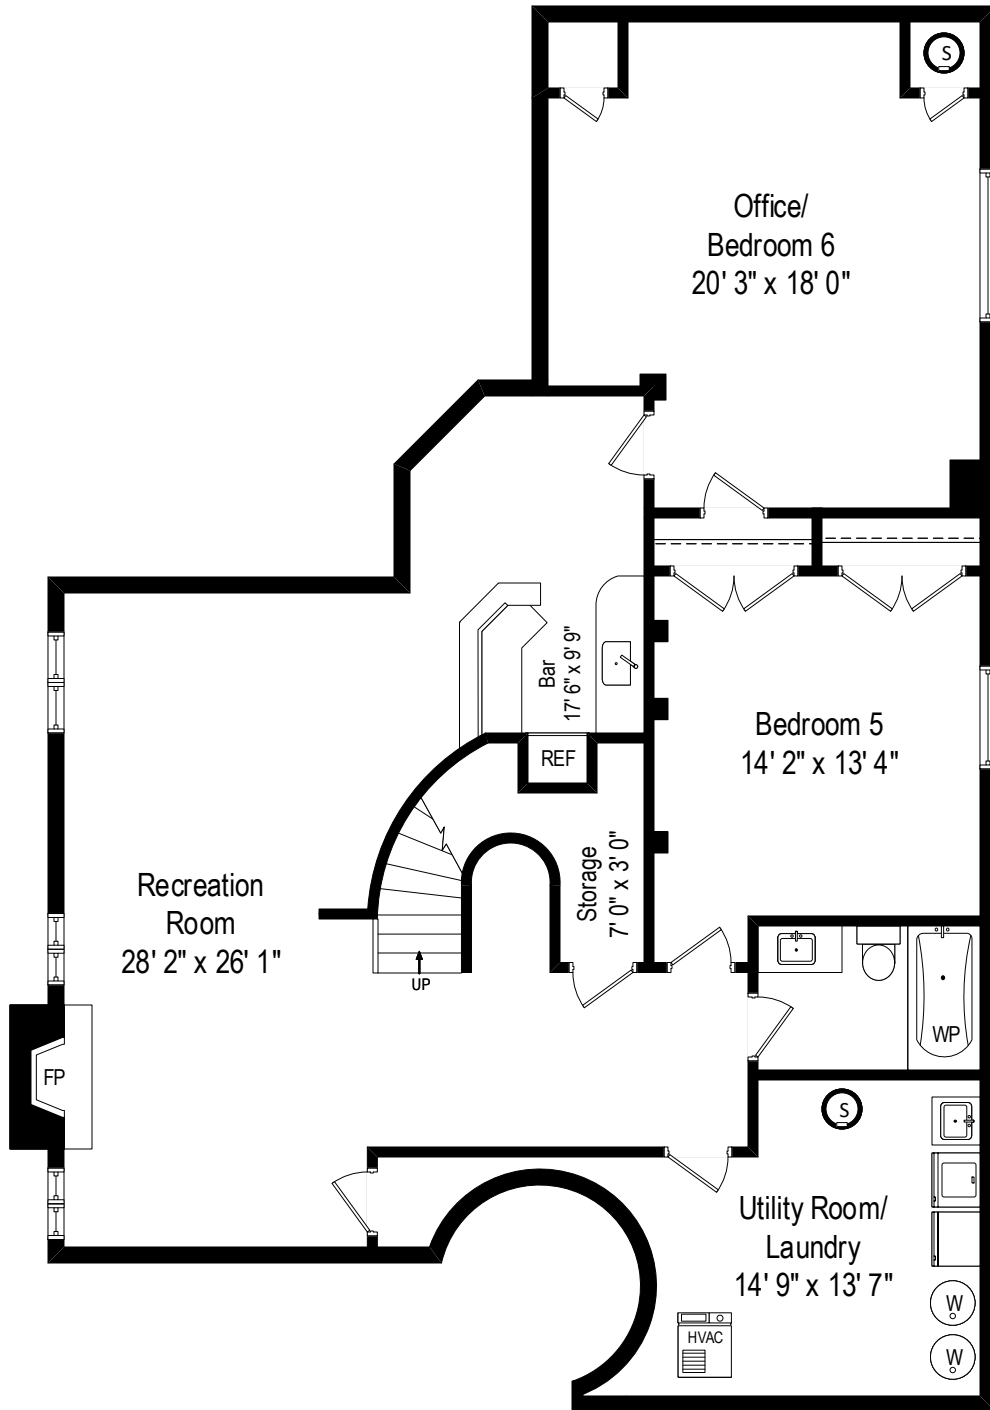 S
Office/
Bedroom 6
20' 3" x 18' 0"
Bar
17' 6" x 9' 9"
REF
Bedroom 5
14' 2" x 13' 4"
Storage
7' 0" x 3' 0"
Recreation
Room
28' 2" x 26' 1"
UP
FP
WP
S
Utility Room/
Laundry
14' 9" x 13' 7"
HVAC
W
W